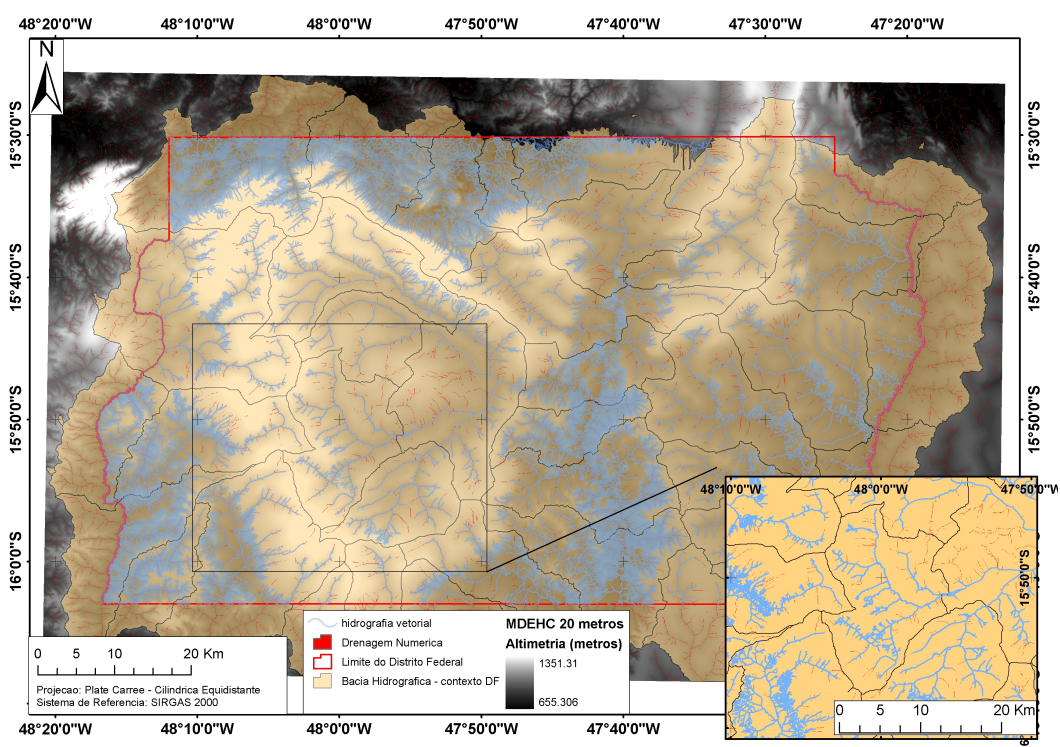 48°20'0"W 48°10'0"W 48°0'0"W 47°50'0"W 47°40'0"W 47°30'0"W 47°20'0"W
N
15°30'0"S 15°30'0"S
15°40'0"S 15°40'0"S
15°50'0"S 15°50'0"S
16°0'0"S
48°10'0"W 48°0'0"W 47°50'0"W
15°50'0"S
0 5 10 20 Km
Projecao: Plate Carree - Cilindrica Equidistante
Sistema de Referencia: SIRGAS 2000
hidrografia vetorial
Drenagem Numerica
Limite do Distrito Federal
Bacia Hidrografica - contexto DF
MDEHC 20 metros
Altimetria (metros)
1351.31
655.306
0 5 10 20 Km
48°20'0"W 48°10'0"W 48°0'0"W 47°50'0"W 47°40'0"W